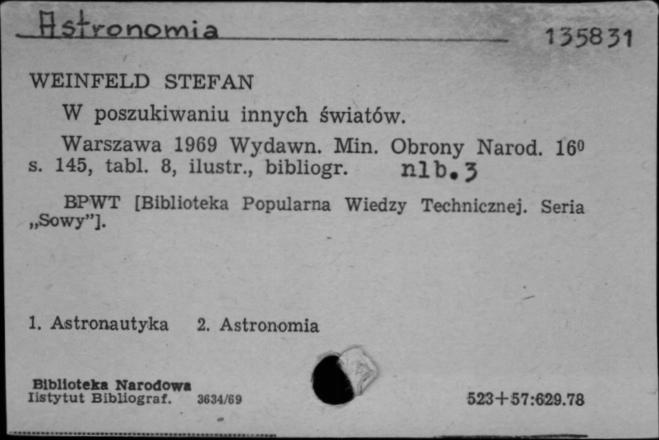 Astronomia
135831
WEINFELD STEFAN
W poszukiwaniu innych światów.
Warszawa 1969 Wydawn. Min. Obrony Narod. 16⁰
s. 145, tabl. 8, ilustr., bibliogr. nlb. 3
BPWT [Biblioteka Popularna Wiedzy Technicznej. Seria
„Sowy”].
1. Astronautyka 2. Astronomia
Biblioteka Narodowa
Iistytut Bibliograf. 3634/69
523+57:629.78